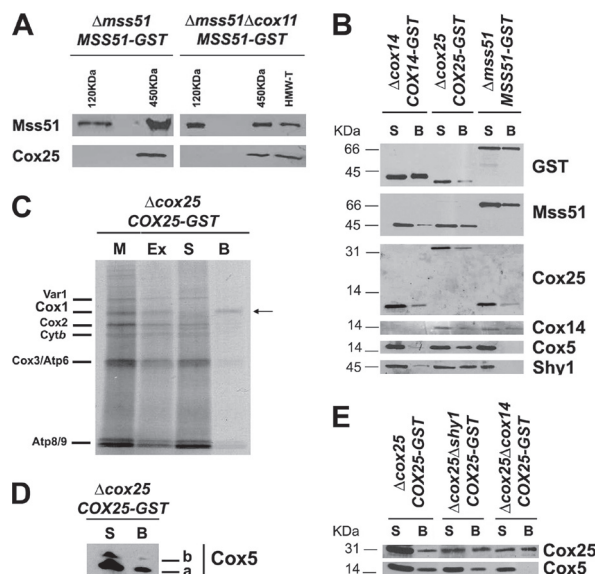 A
Δmss51
MSS51-GST
Δmss51Δcox11
MSS51-GST
120KDa
450KDa
120KDa
450KDa
HMW-T
Mss51
Cox25
B
Δcox14
COX14-GST
Δcox25
COX25-GST
Δmss51
MSS51-GST
KDa
S B S B S B
66
45
GST
66
45
Mss51
31
14
Cox25
14
Cox14
14
Cox5
45
Shy1
C
Δcox25
COX25-GST
M Ex S B
Var1
Cox1
Cox2
Cytb
Cox3/Atp6
Atp8/9
D
Δcox25
COX25-GST
S B
b
a
Cox5
E
Δcox25
COX25-GST
Δcox25Δshy1
COX25-GST
Δcox25Δcox14
COX25-GST
KDa
S B S B S B
31
Cox25
14
Cox5